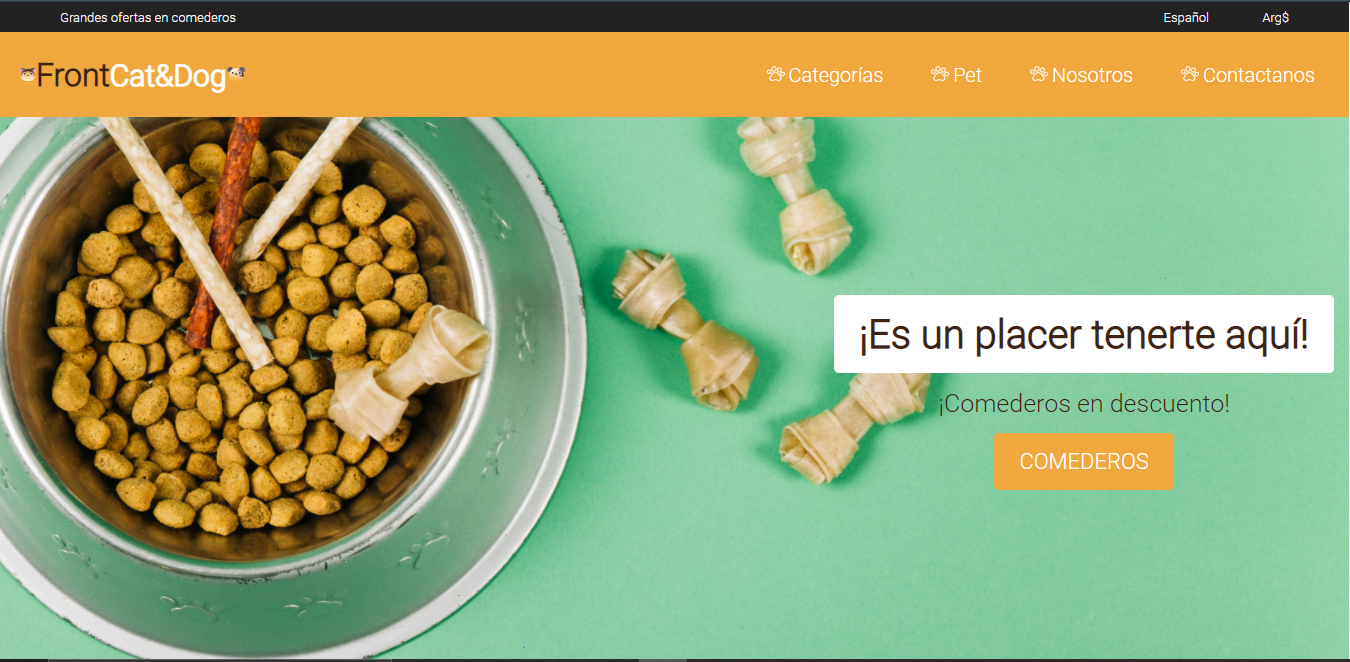 Grandes ofertas en comederos
Español
Arg$
FrontCat&Dog
Categorías
Pet
Nosotros
Contactanos
¡Es un placer tenerte aquí!
¡Comederos en descuento!
COMEDEROS